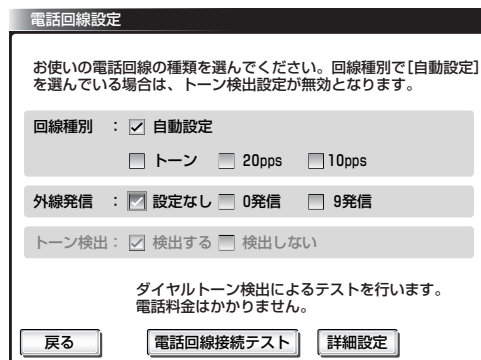 電話回線設定
お使いの電話回線の種類を選んでください。回線種別で[自動設定]
を選んでいる場合は、トーン検出設定が無効となります。
回線種別 : 自動設定
トーン 20pps 10pps
外線発信 : 設定なし 0発信 9発信
トーン検出 : 検出する 検出しない
ダイヤルトーン検出によるテストを行います。
電話料金はかかりません。
戻る 電話回線接続テスト 詳細設定